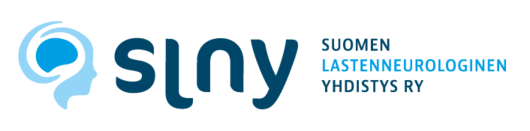 slny
SUOMEN
LASTENNEUROLOGINEN
YHDISTYS RY